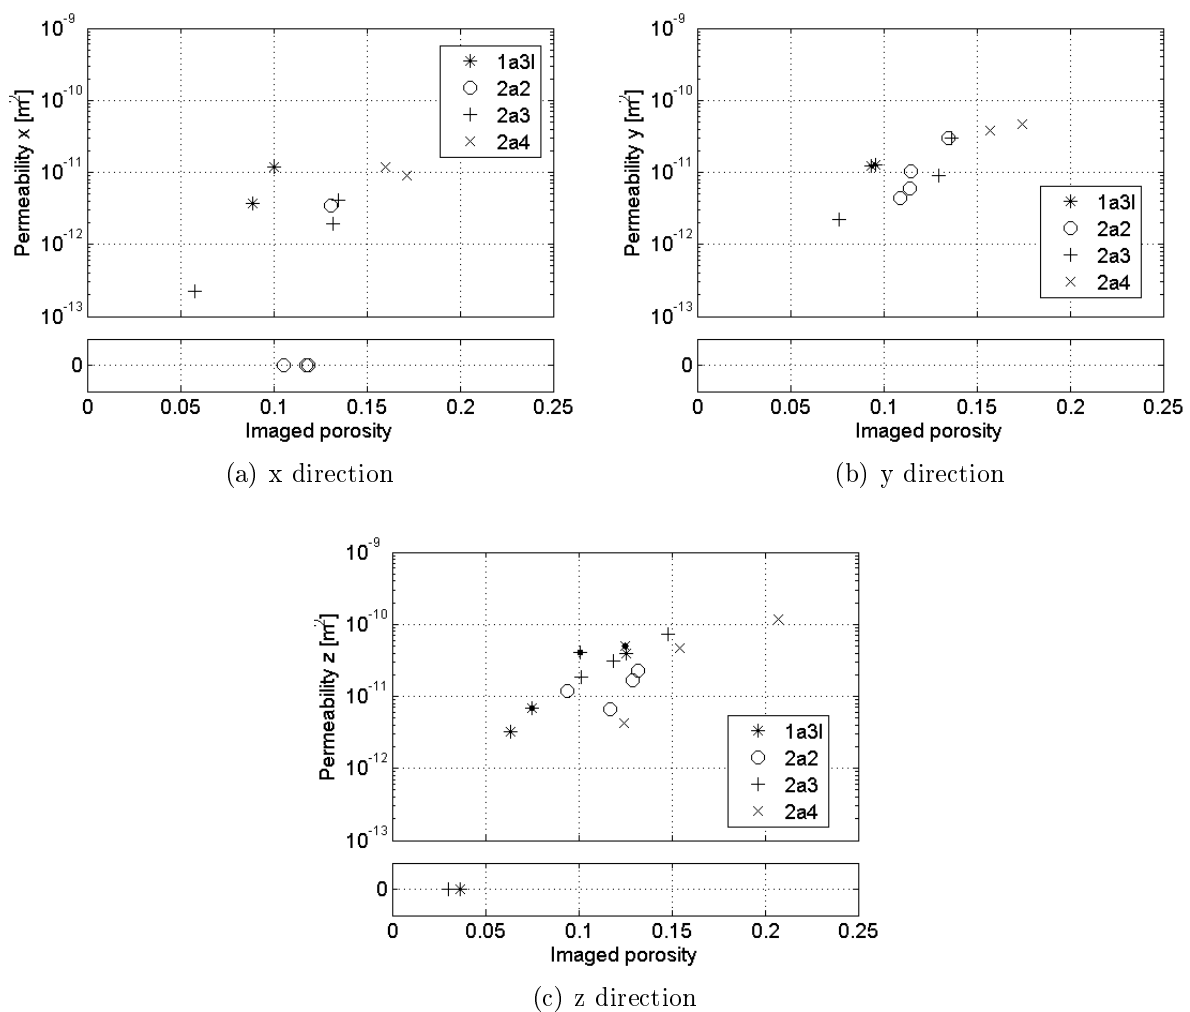 Permeability x [m²]
10⁻⁹
10⁻¹⁰
10⁻¹¹
10⁻¹²
10⁻¹³
1a3l
2a2
2a3
2a4
0
0 0.05 0.1 0.15 0.2 0.25
Imaged porosity
(a) x direction
Permeability y [m²]
10⁻⁹
10⁻¹⁰
10⁻¹¹
10⁻¹²
10⁻¹³
1a3l
2a2
2a3
2a4
0
0 0.05 0.1 0.15 0.2 0.25
Imaged porosity
(b) y direction
Permeability z [m²]
10⁻⁹
10⁻¹⁰
10⁻¹¹
10⁻¹²
10⁻¹³
1a3l
2a2
2a3
2a4
0
0 0.05 0.1 0.15 0.2 0.25
Imaged porosity
(c) z direction